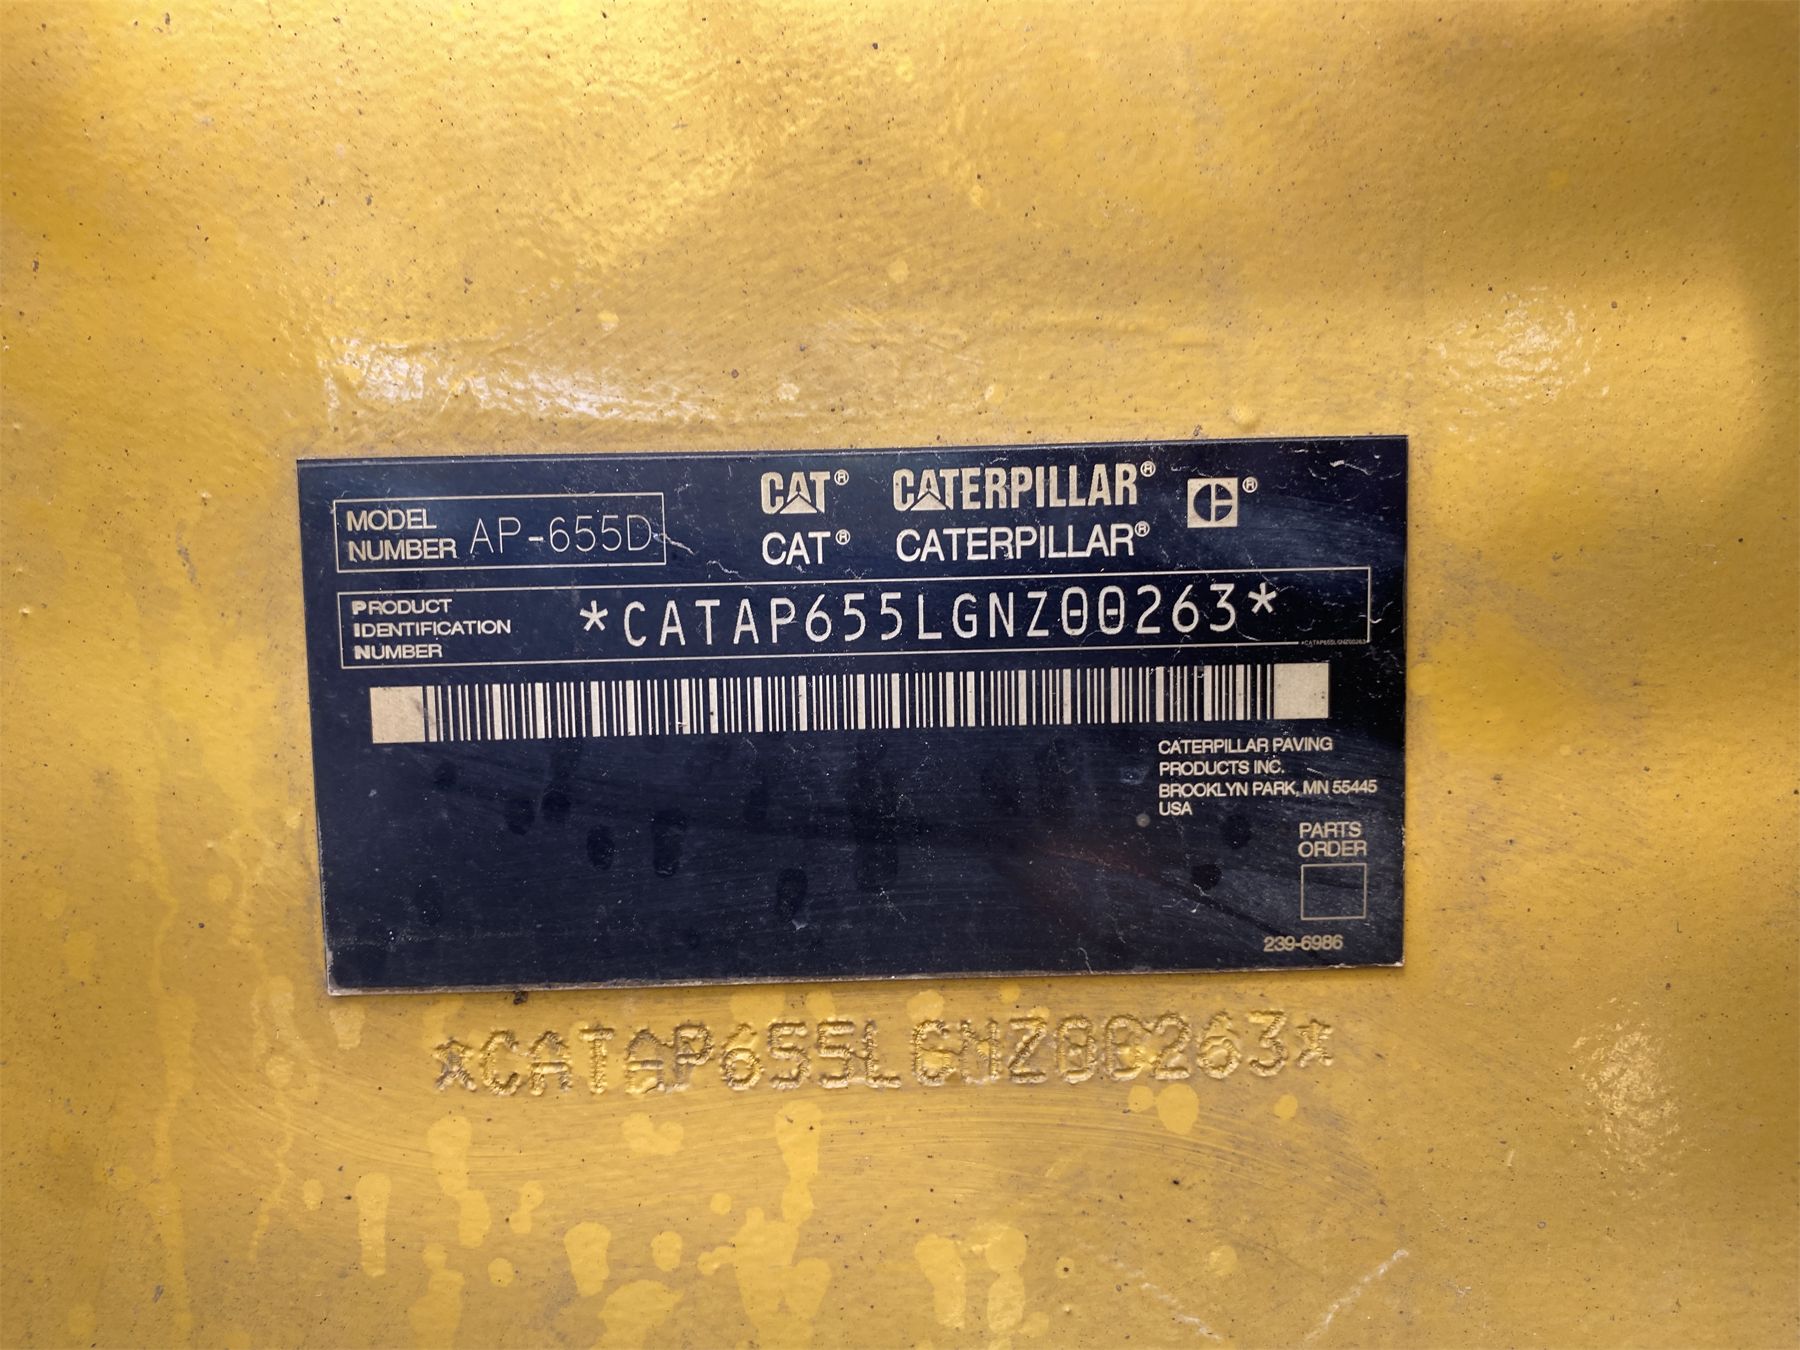 CAT® CATERPILLAR® ®
CAT® CATERPILLAR®
MODEL NUMBER AP-655D
PRODUCT IDENTIFICATION NUMBER *CATAP655LGNZ00263*
*CATAP655LGNZ00263*
CATERPILLAR PAVING
PRODUCTS INC.
BROOKLYN PARK, MN 55445
USA
PARTS
ORDER
239-6986
*CATAP655LGNZ00263*